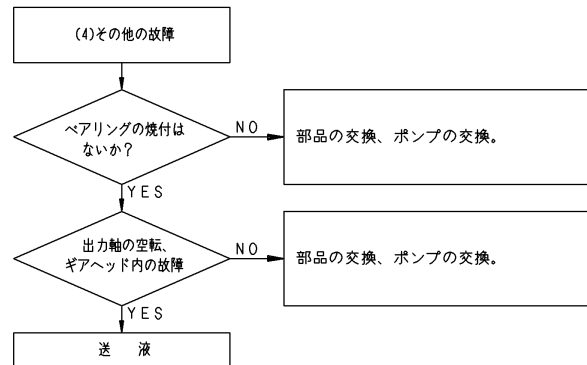 (4)その他の故障
ベアリングの焼付は
ないか?
NO
部品の交換、ポンプの交換。
YES
出力軸の空転、
ギアヘッド内の故障
NO
部品の交換、ポンプの交換。
YES
送　液